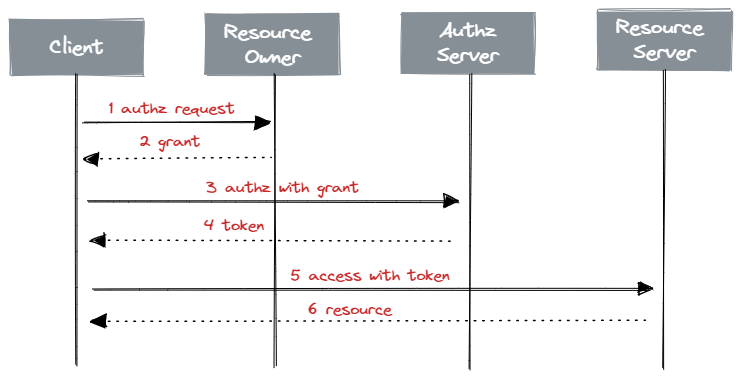 Client
Resource
Owner
Authz
Server
Resource
Server
1 authz request
2 grant
3 authz with grant
4 token
5 access with token
6 resource